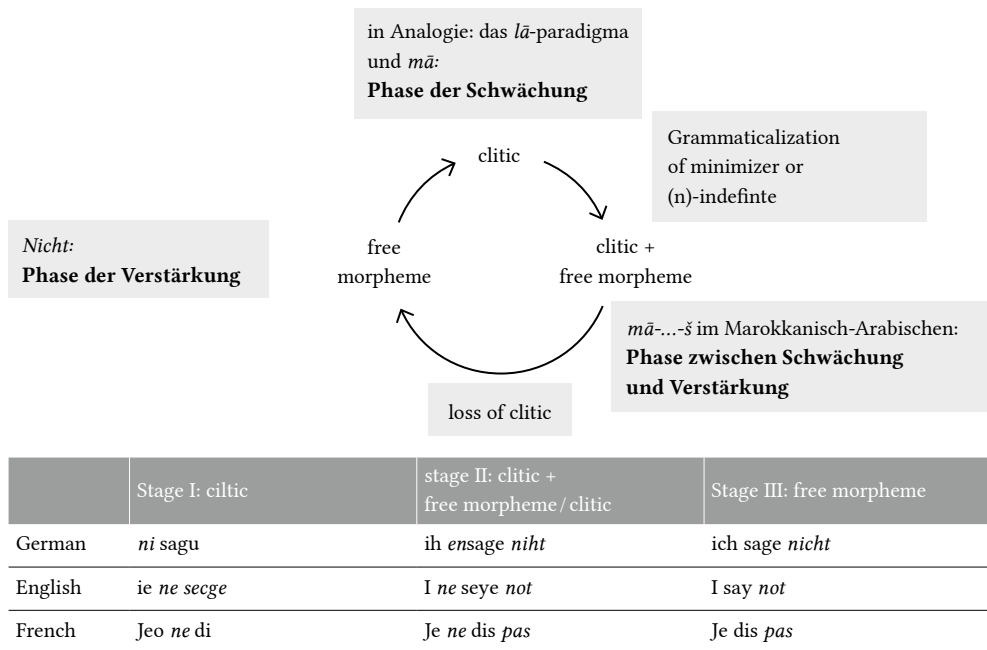 in Analogie: das lā-paradigma
und mā:
Phase der Schwächung
clitic
Grammaticalization
of minimizer or
(n)-indefinte
Nicht:
Phase der Verstärkung
free
morpheme
clitic +
free morpheme
mā-...-š im Marokkanisch-Arabischen:
Phase zwischen Schwächung
und Verstärkung
loss of clitic
Stage I: ciltic
stage II: clitic +
free morpheme / clitic
Stage III: free morpheme
German ni sagu ih ensage niht ich sage nicht
English ie ne secge I ne seye not I say not
French Jeo ne di Je ne dis pas Je dis pas